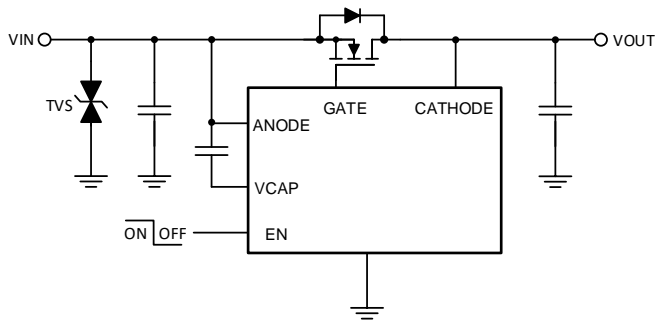 VIN
VOUT
TVS
GATE
CATHODE
ANODE
VCAP
ON OFF
EN